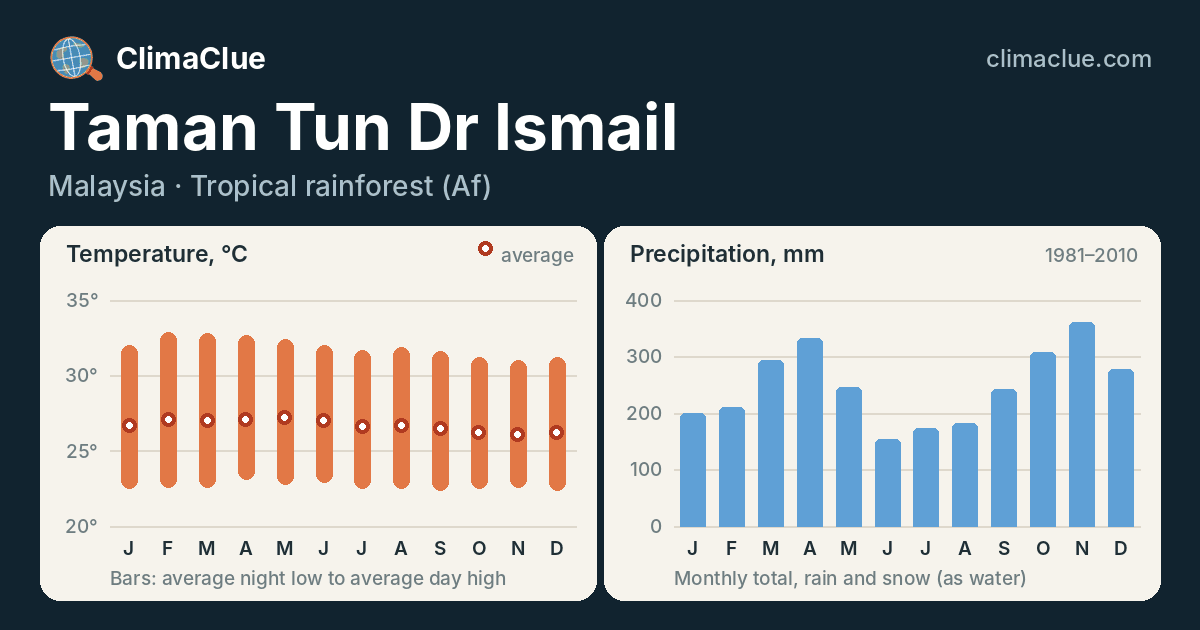 ClimaClue
climaclue.com
Taman Tun Dr Ismail
Malaysia · Tropical rainforest (Af)
Temperature, °C
average
35°
30°
25°
20°
J F M A M J J A S O N D
Bars: average night low to average day high
Precipitation, mm
1981–2010
400
300
200
100
0
J F M A M J J A S O N D
Monthly total, rain and snow (as water)